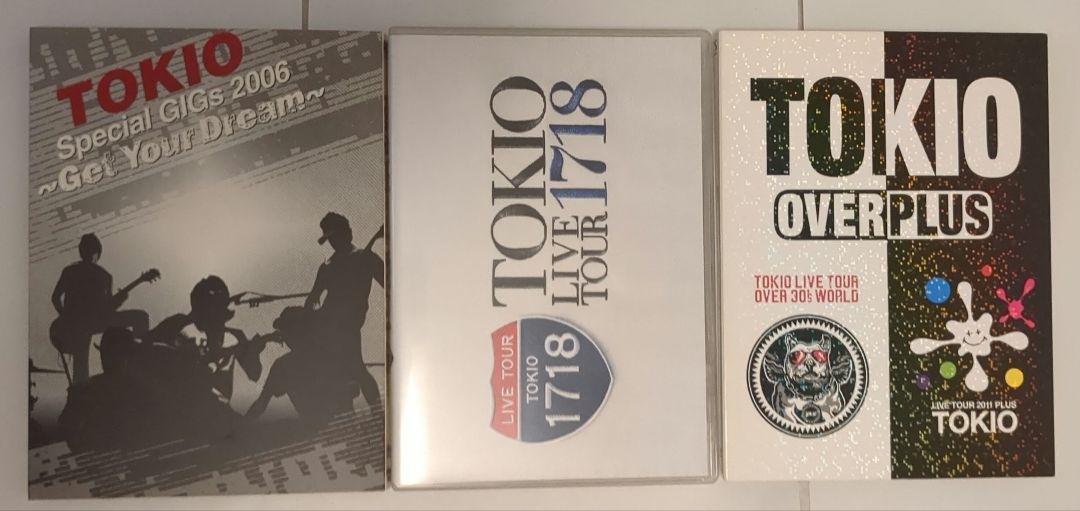 TOKIO
Special GIGs 2006
~Get Your Dream~
TOKIO
LIVE 1718
TOUR
LIVE TOUR
TOKIO
1718
TOKIO
OVERPLUS
TOKIO LIVE TOUR
OVER 30's WORLD
LIVE TOUR 2011 PLUS
TOKIO